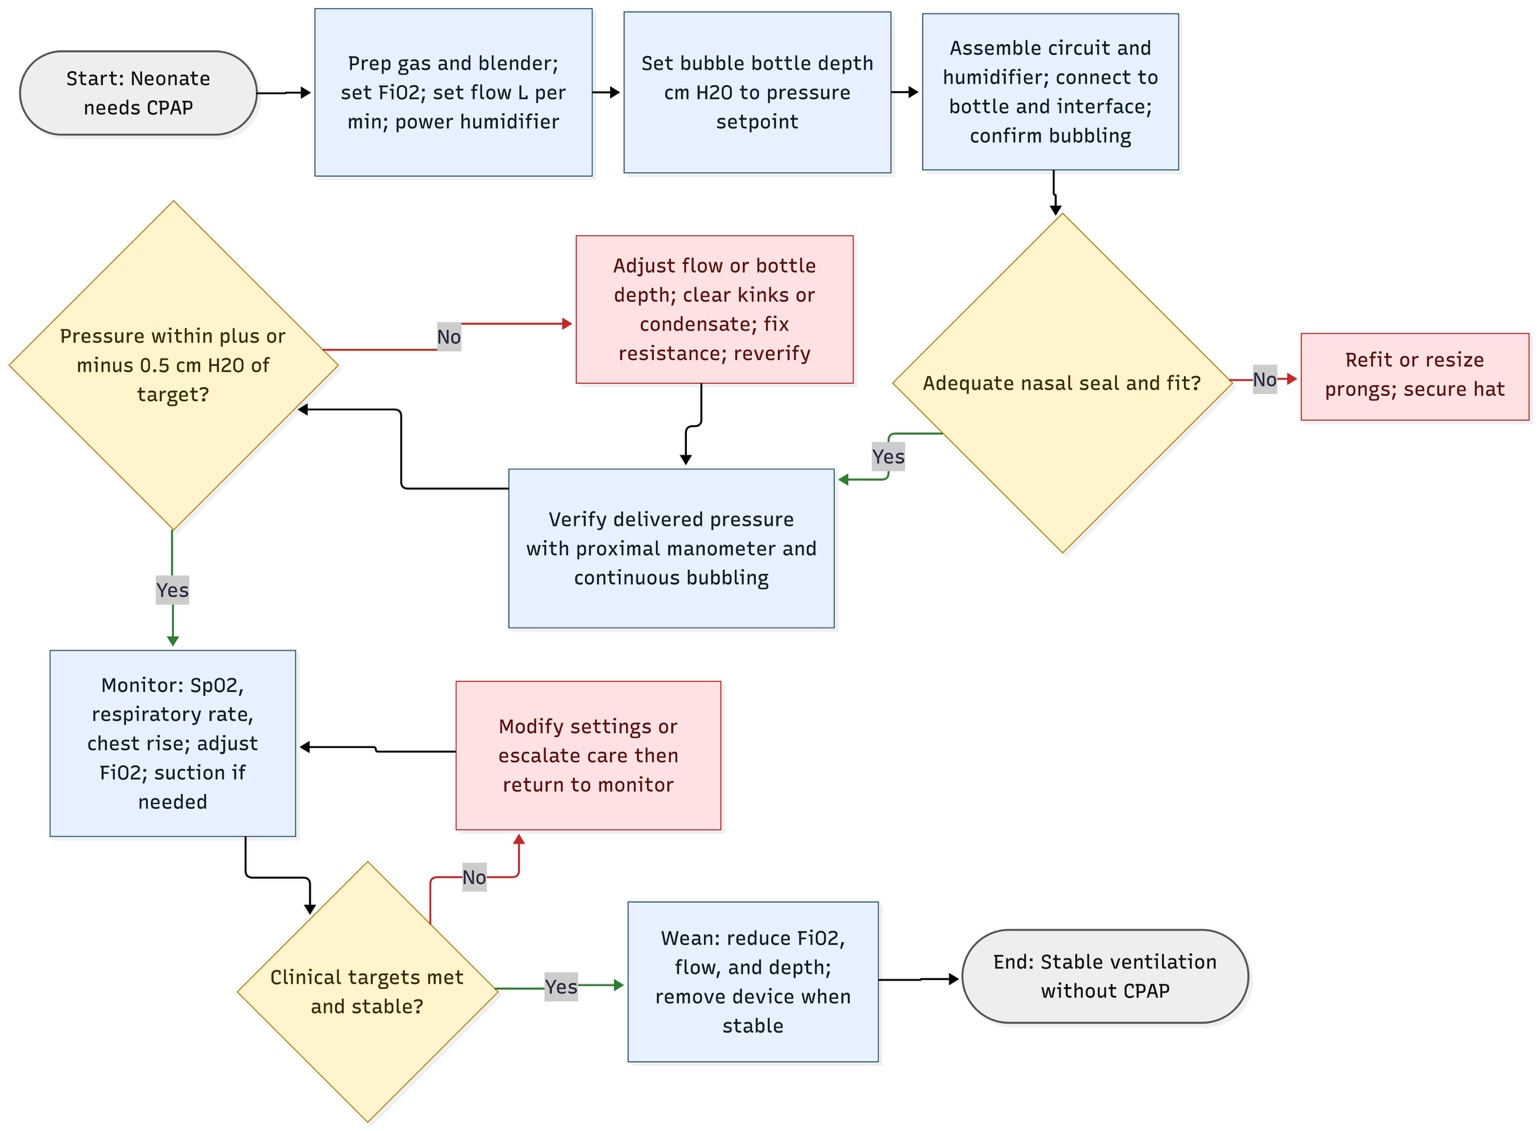 Start: Neonate
needs CPAP
Prep gas and blender;
set FiO2; set flow L per
min; power humidifier
Set bubble bottle depth
cm H2O to pressure
setpoint
Assemble circuit and
humidifier; connect to
bottle and interface;
confirm bubbling
Adequate nasal seal and fit?
No
Refit or resize
prongs; secure hat
Yes
Verify delivered pressure
with proximal manometer and
continuous bubbling
Pressure within plus or
minus 0.5 cm H2O of
target?
No
Adjust flow or bottle
depth; clear kinks or
condensate; fix
resistance; reverify
Yes
Monitor: SpO2,
respiratory rate,
chest rise; adjust
FiO2; suction if
needed
Clinical targets met
and stable?
No
Modify settings or
escalate care then
return to monitor
Yes
Wean: reduce FiO2,
flow, and depth;
remove device when
stable
End: Stable ventilation
without CPAP